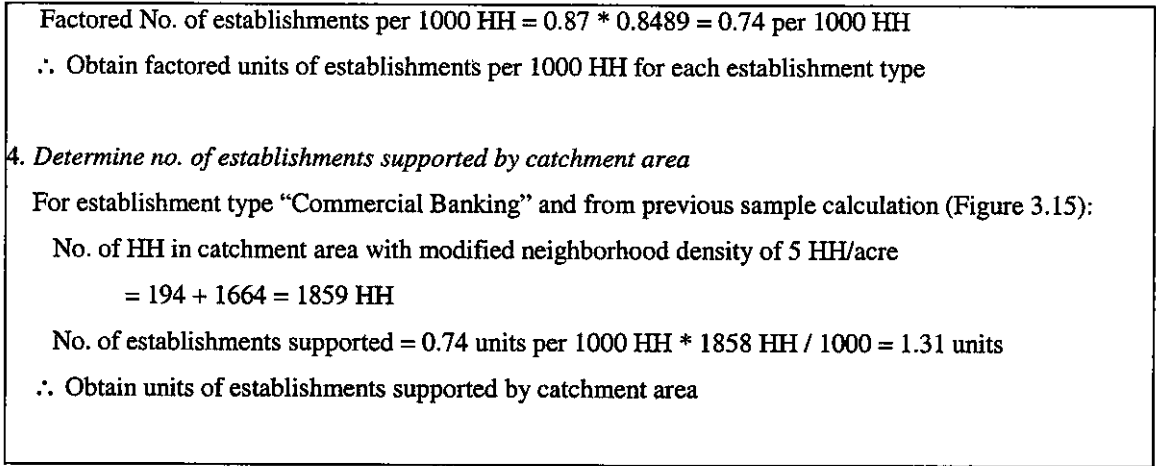 Factored No. of establishments per 1000 HH = 0.87 * 0.8489 = 0.74 per 1000 HH
∴ Obtain factored units of establishments per 1000 HH for each establishment type
4. Determine no. of establishments supported by catchment area
For establishment type “Commercial Banking” and from previous sample calculation (Figure 3.15):
No. of HH in catchment area with modified neighborhood density of 5 HH/acre
= 194 + 1664 = 1859 HH
No. of establishments supported = 0.74 units per 1000 HH * 1858 HH / 1000 = 1.31 units
∴ Obtain units of establishments supported by catchment area